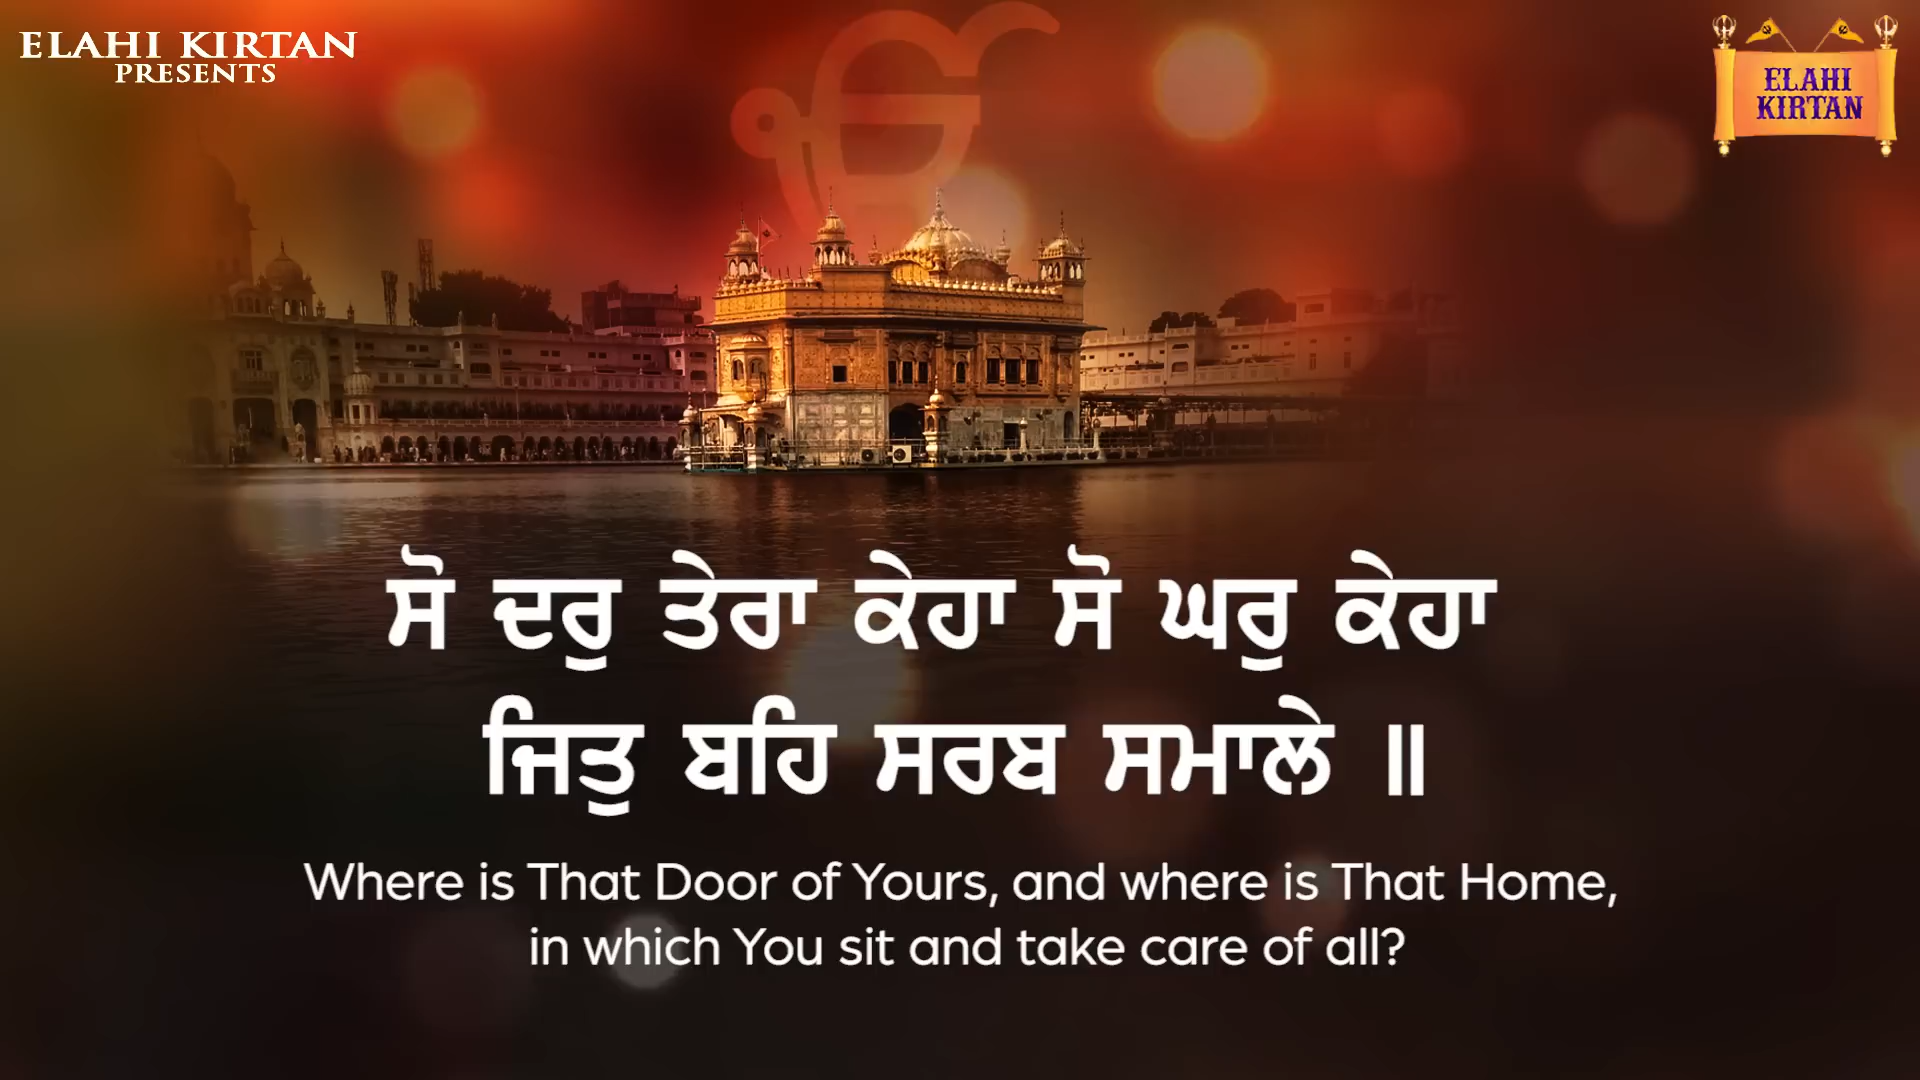 ELAHI KIRTAN
PRESENTS
ELAHI
KIRTAN
ਸੋ ਦਰੁ ਤੇਰਾ ਕੇਹਾ ਸੋ ਘਰੁ ਕੇਹਾ
ਜਿਤੁ ਬਹਿ ਸਰਬ ਸਮਾਲੇ ॥
Where is That Door of Yours, and where is That Home,
in which You sit and take care of all?